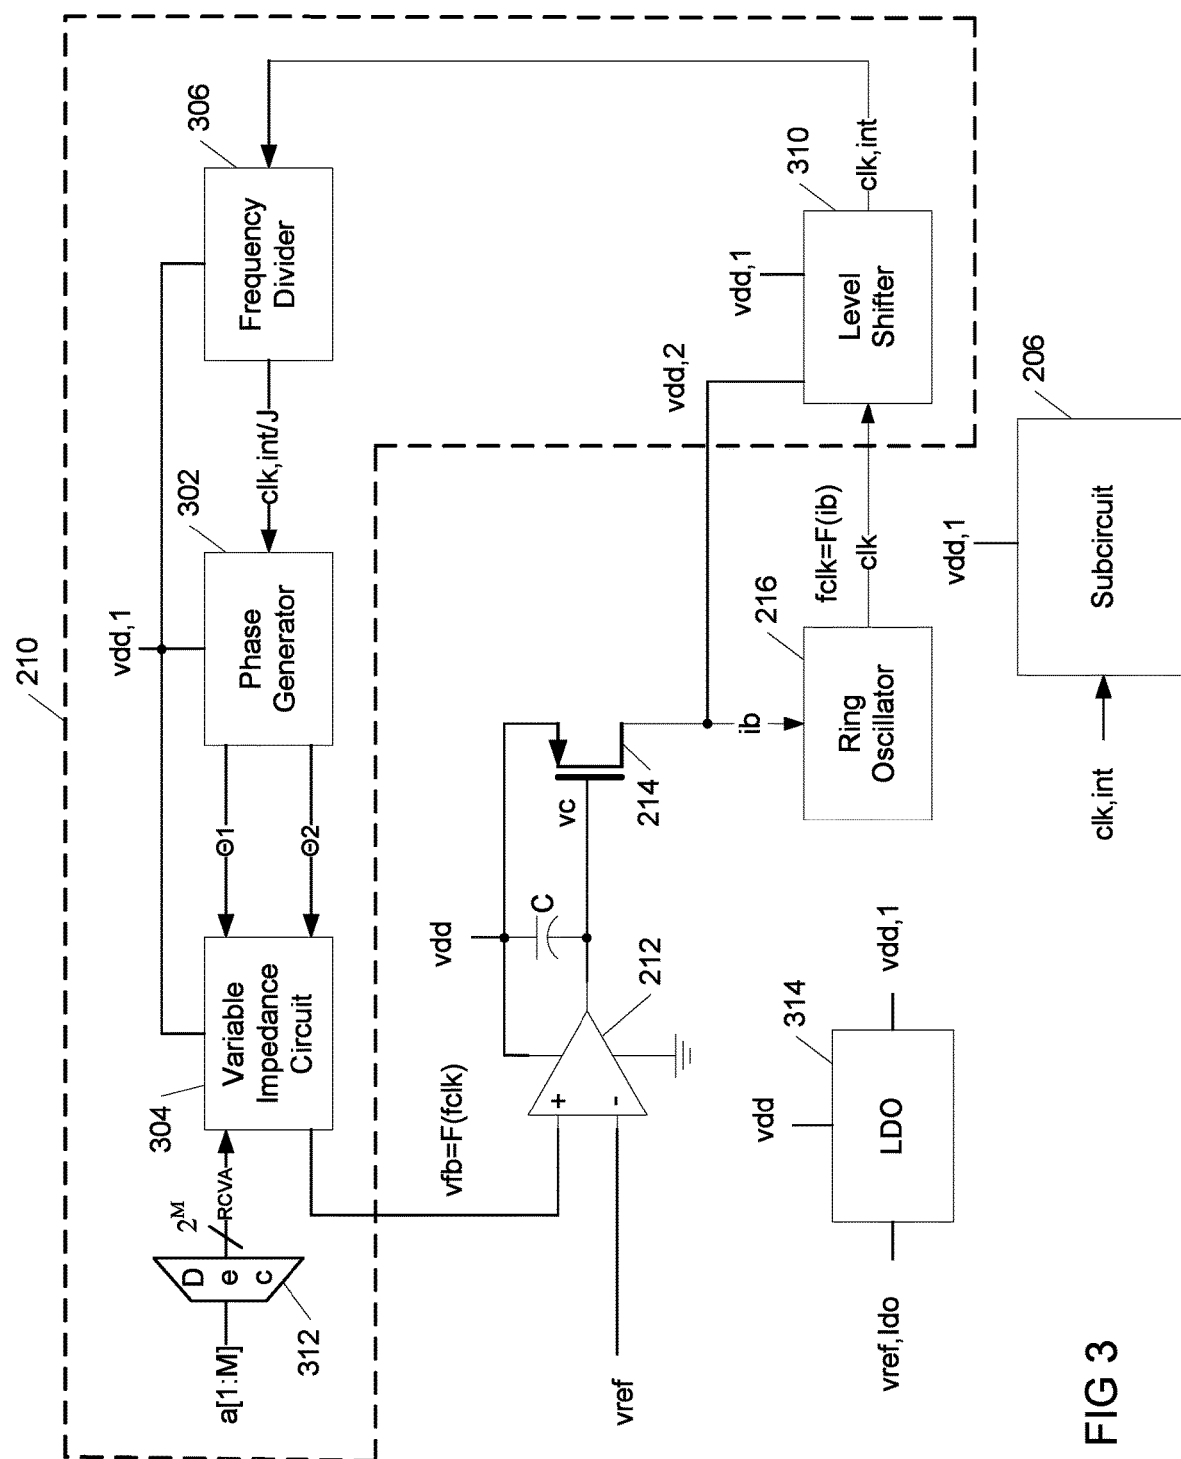 210
vdd,1
a[1:M]
D
e
c
312
2^M
RCVA
304
Variable
Impedance
Circuit
Θ1
Θ2
302
Phase
Generator
clk,int/J
306
Frequency
Divider
vfb=F(fclk)
vref
+
-
212
vdd
C
vc
214
ib
vdd,2
216
Ring
Oscillator
fclk=F(ib)
clk
vdd,1
310
Level
Shifter
clk,int
vref,ldo
vdd
314
LDO
vdd,1
clk,int
vdd,1
206
Subcircuit
FIG 3